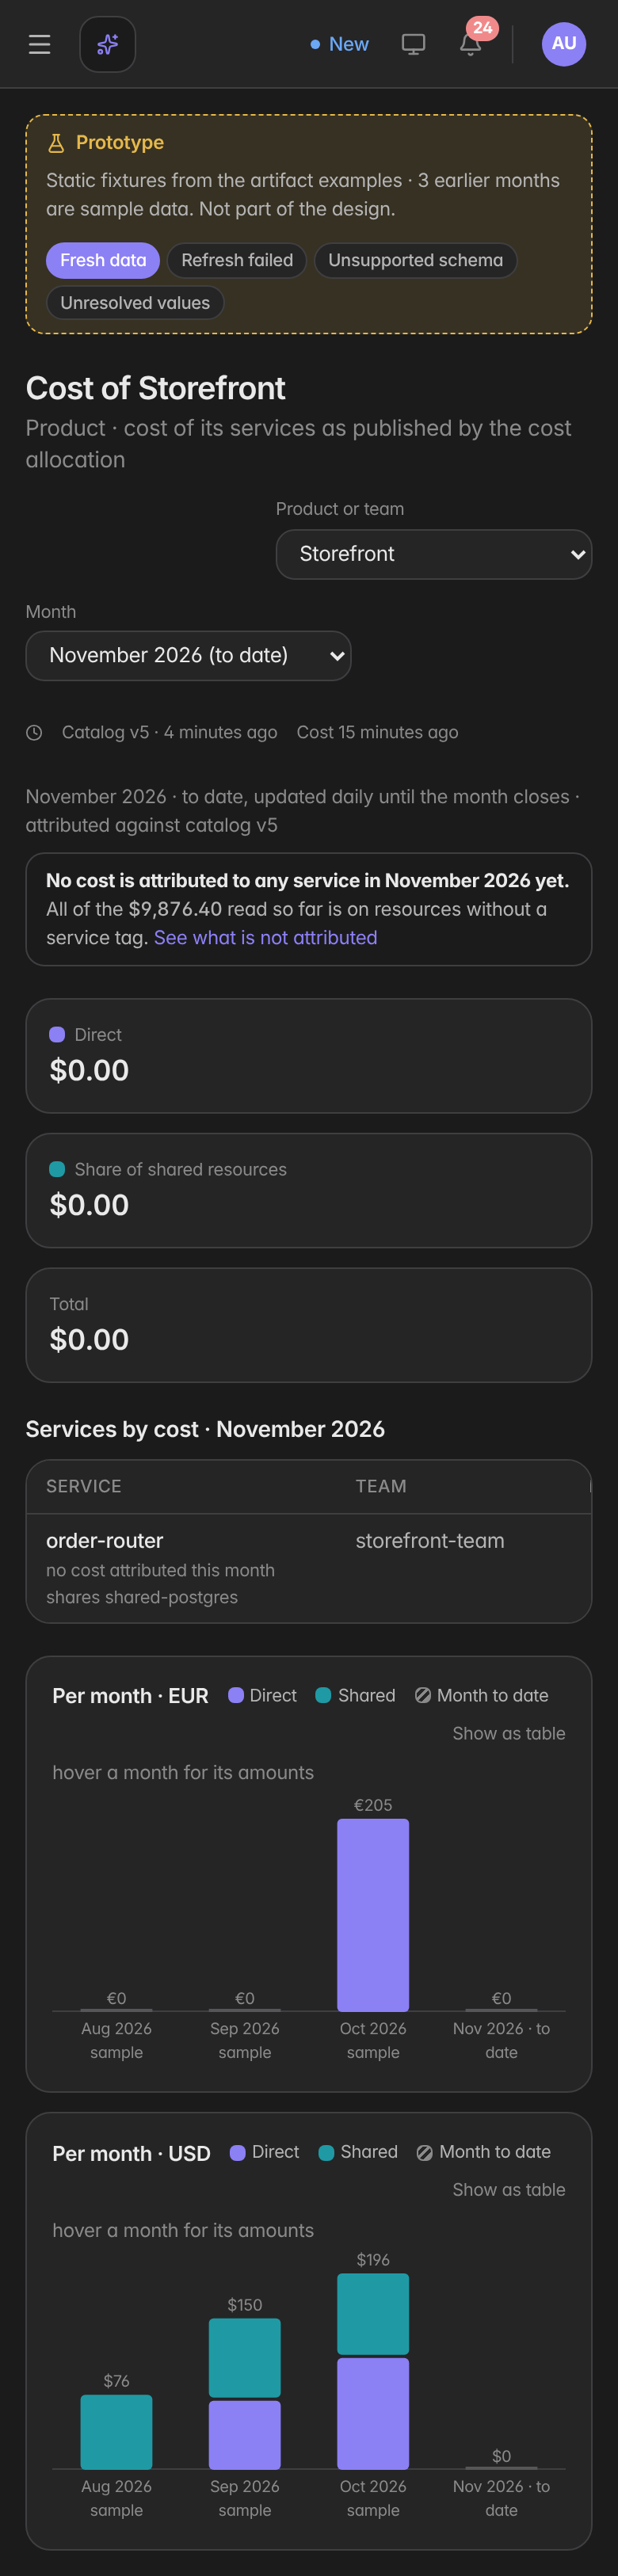 New
24
AU
Prototype
Static fixtures from the artifact examples · 3 earlier months
are sample data. Not part of the design.
Fresh data
Refresh failed
Unsupported schema
Unresolved values
Cost of Storefront
Product · cost of its services as published by the cost
allocation
Product or team
Storefront
Month
November 2026 (to date)
Catalog v5 · 4 minutes ago
Cost 15 minutes ago
November 2026 · to date, updated daily until the month closes ·
attributed against catalog v5
No cost is attributed to any service in November 2026 yet.
All of the $9,876.40 read so far is on resources without a
service tag. See what is not attributed
Direct
$0.00
Share of shared resources
$0.00
Total
$0.00
Services by cost · November 2026
SERVICE TEAM
order-router storefront-team
no cost attributed this month
shares shared-postgres
Per month · EUR Direct Shared Month to date
Show as table
hover a month for its amounts
€205
€0 €0 €0
Aug 2026 Sep 2026 Oct 2026 Nov 2026 · to
sample sample sample date
Per month · USD Direct Shared Month to date
Show as table
hover a month for its amounts
$196
$150
$76
$0
Aug 2026 Sep 2026 Oct 2026 Nov 2026 · to
sample sample sample date